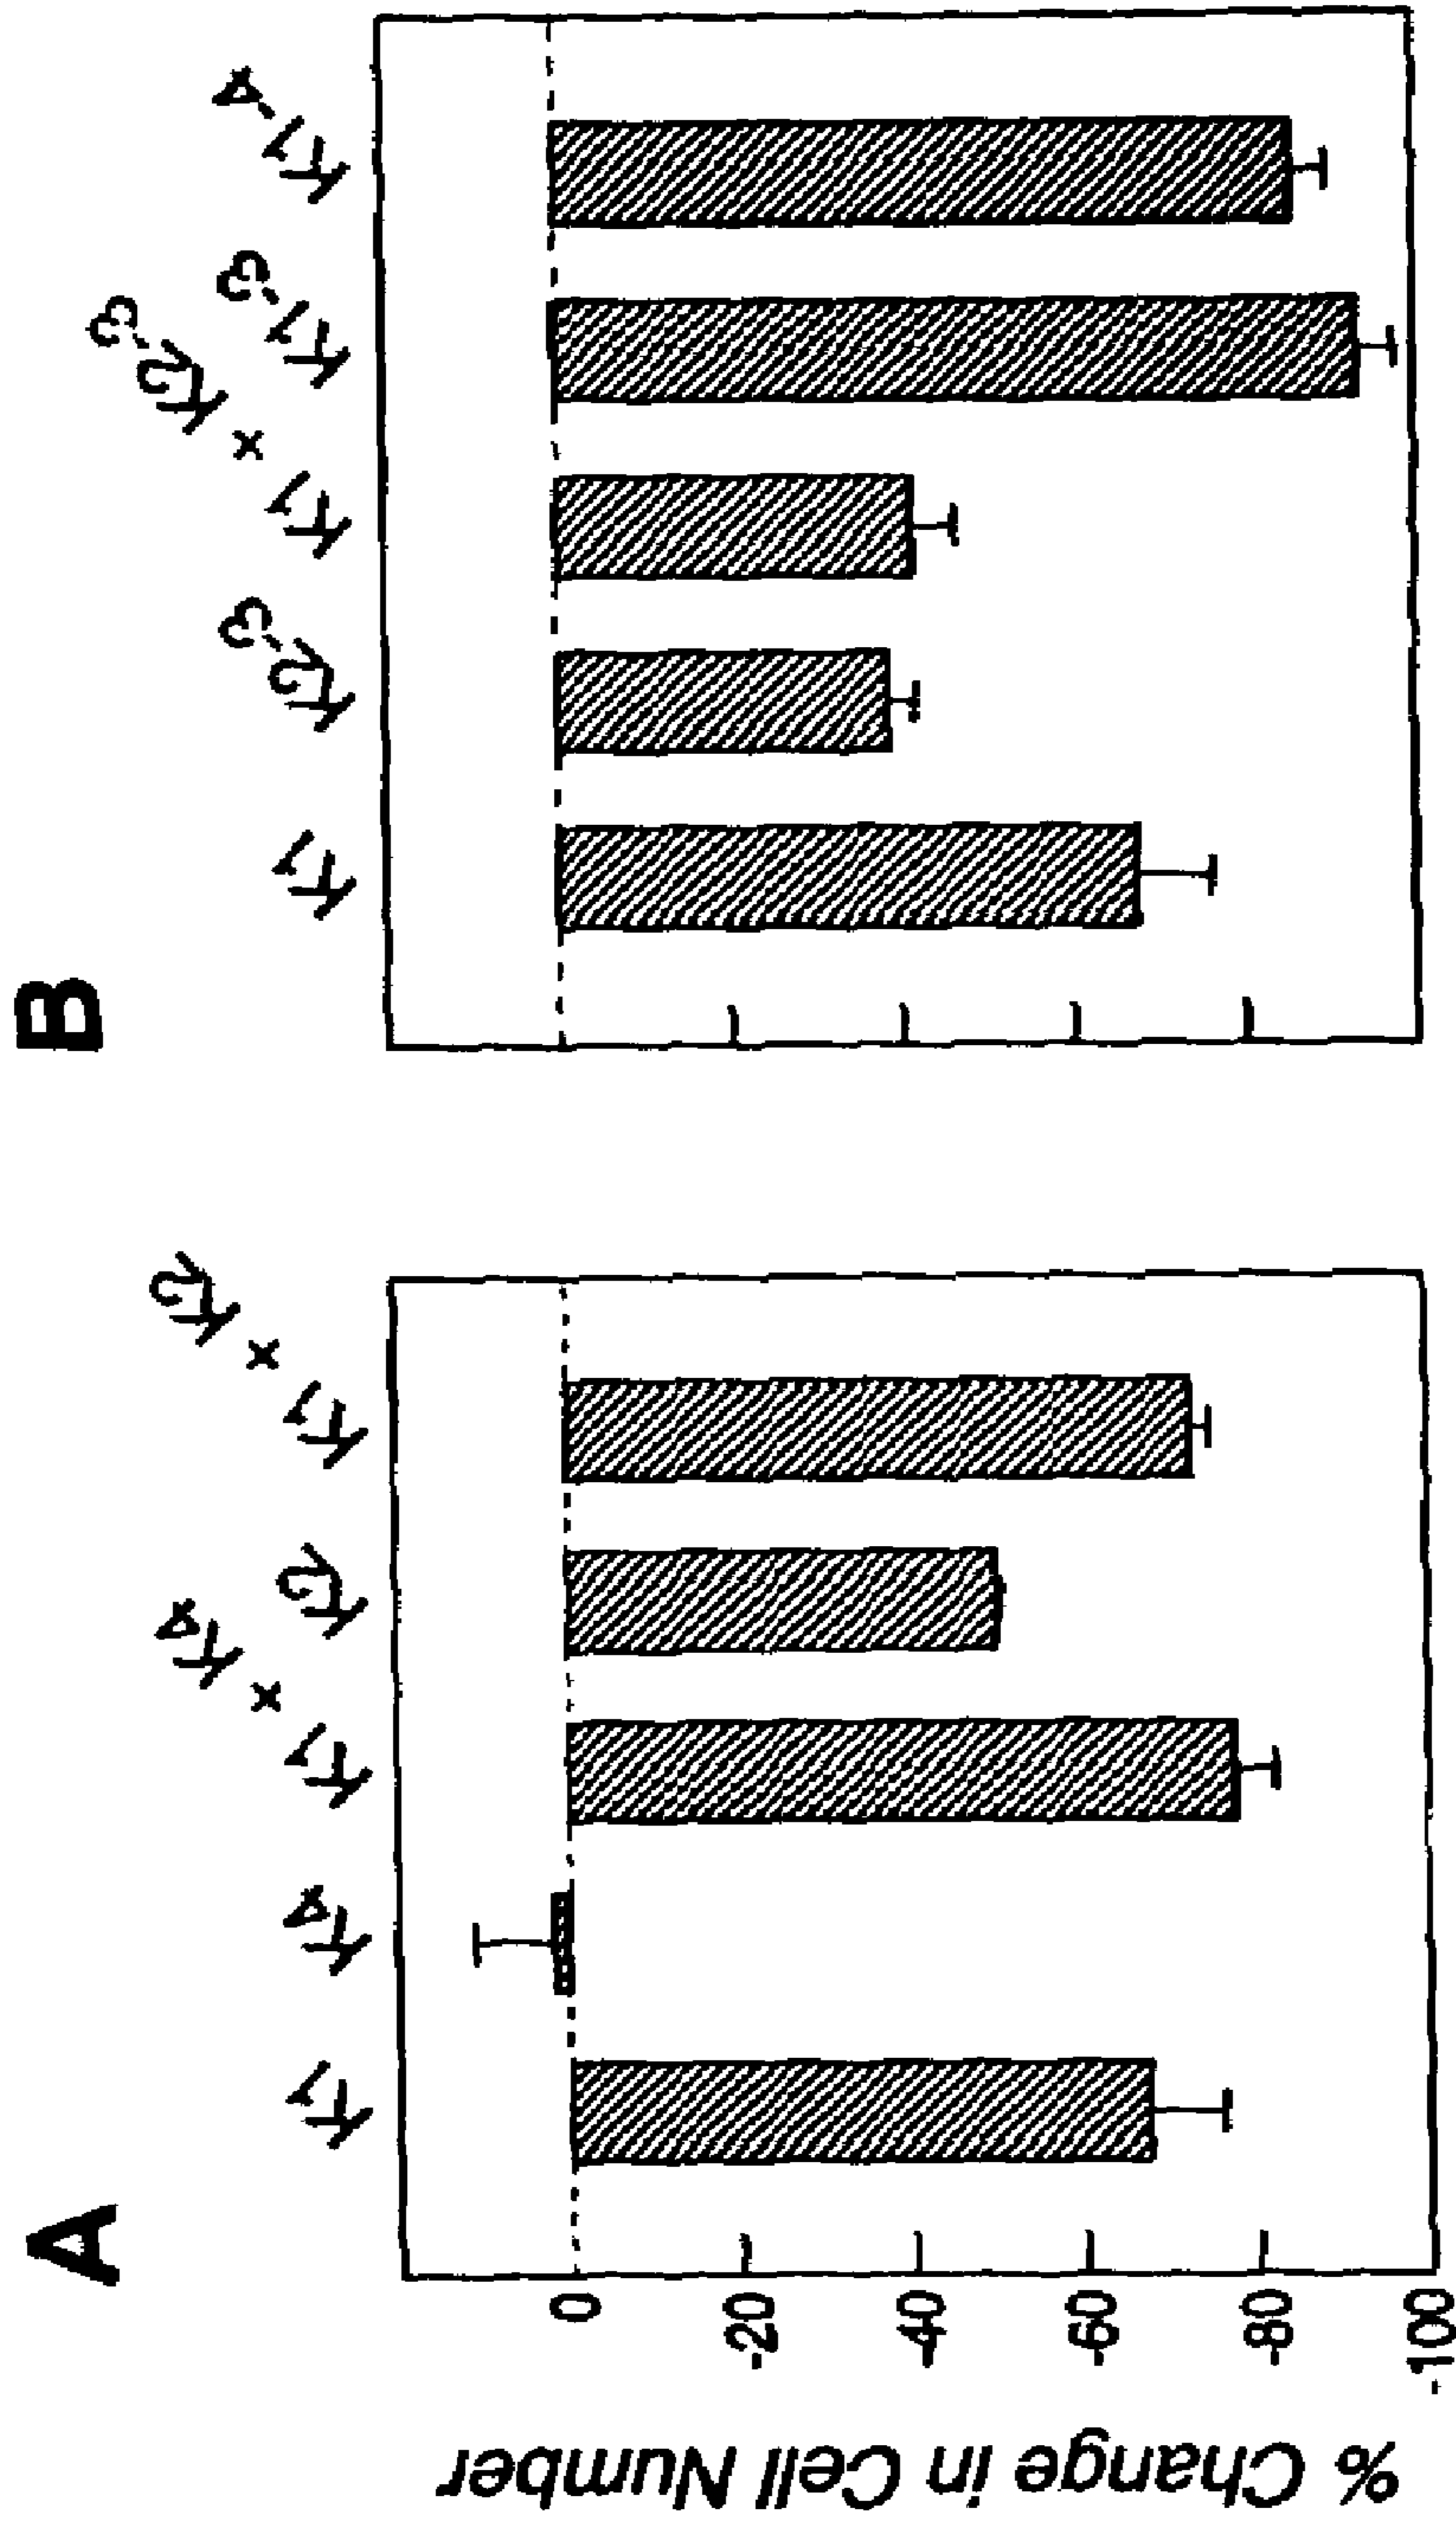 A
K1
K4
K1 x K4
K2
K1 x K2
% Change in Cell Number
0
-20
-40
-60
-80
-100
B
K1
K2-3
K1 x K2-3
K1-3
K1-4